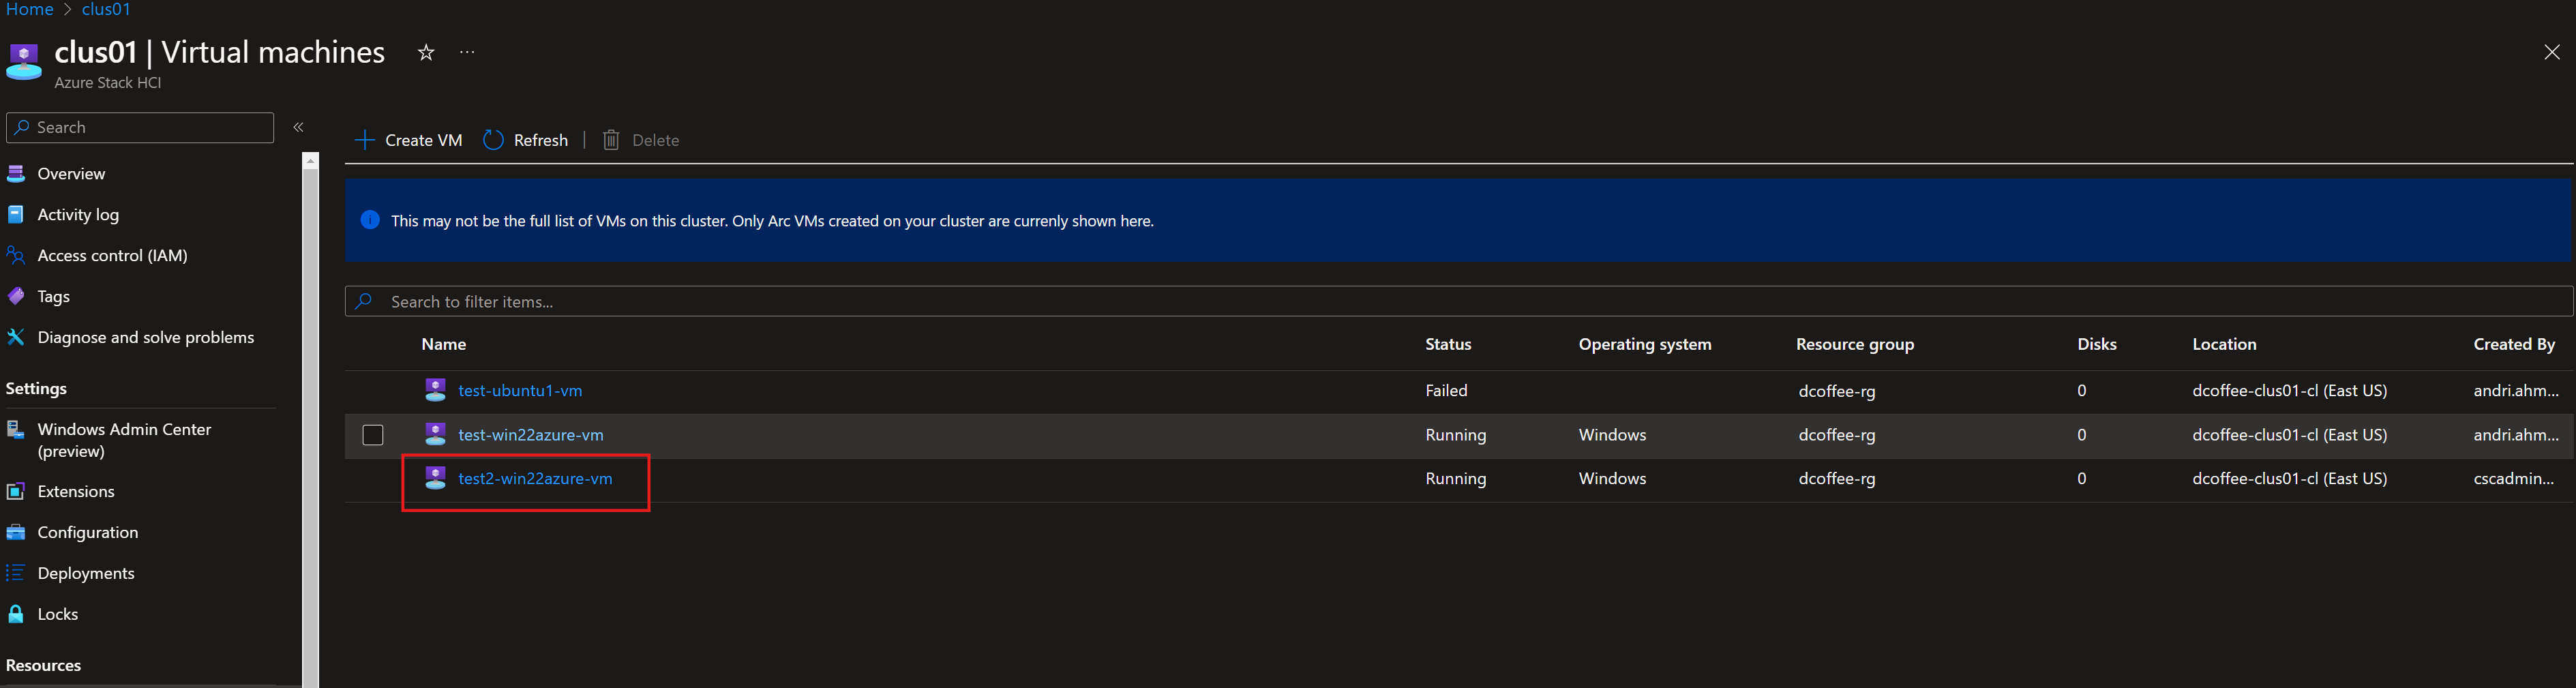 Home > clus01
clus01 | Virtual machines ☆ ...
Azure Stack HCI
Search
Overview
Activity log
Access control (IAM)
Tags
Diagnose and solve problems
Settings
Windows Admin Center
(preview)
Extensions
Configuration
Deployments
Locks
Resources
Create VM Refresh | Delete
This may not be the full list of VMs on this cluster. Only Arc VMs created on your cluster are currenly shown here.
Search to filter items...
Name Status Operating system Resource group Disks Location Created By
test-ubuntu1-vm Failed dcoffee-rg 0 dcoffee-clus01-cl (East US) andri.ahm...
test-win22azure-vm Running Windows dcoffee-rg 0 dcoffee-clus01-cl (East US) andri.ahm...
test2-win22azure-vm Running Windows dcoffee-rg 0 dcoffee-clus01-cl (East US) cscadmin...